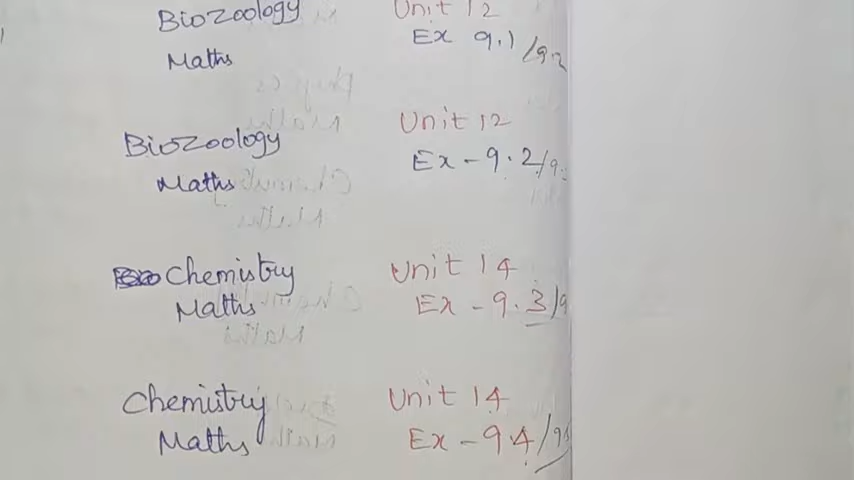 Biozoology Unit 12
Maths Ex 9.1 /9.2
Biozoology Unit 12
Maths Ex - 9.2/9.
Chemistry Unit 14
Maths Ex - 9.3/9
Chemistry Unit 14
Maths Ex - 9.4/9.